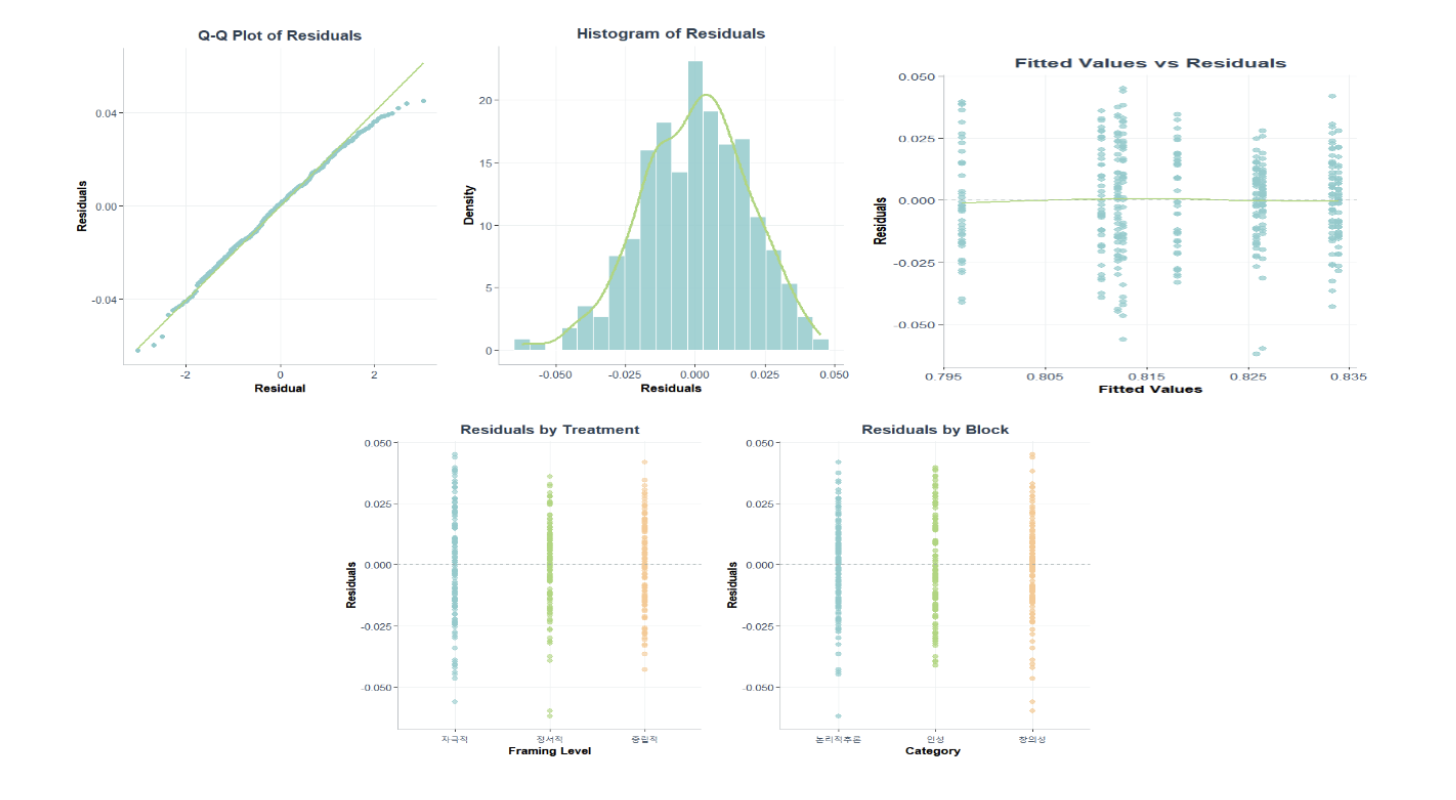 Q-Q Plot of Residuals
Residuals
0.04
0.00
-0.04
-2
0
2
Residual
Histogram of Residuals
Density
20
15
10
5
0
-0.050
-0.025
0.000
0.025
0.050
Residuals
Fitted Values vs Residuals
Residuals
0.050
0.025
0.000
-0.025
-0.050
0.795
0.805
0.815
0.825
0.835
Fitted Values
Residuals by Treatment
Residuals
0.050
0.025
0.000
-0.025
-0.050
자극적
정서적
중립적
Framing Level
Residuals by Block
Residuals
0.050
0.025
0.000
-0.025
-0.050
논리적추론
인성
창의성
Category